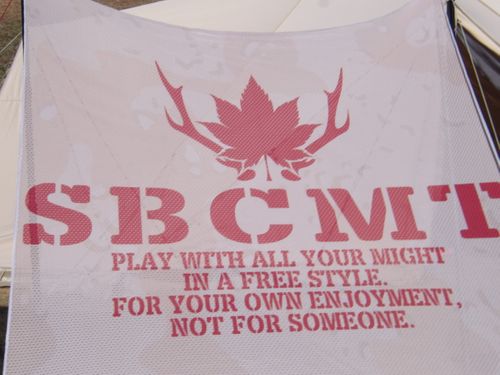 SBCMT
PLAY WITH ALL YOUR MIGHT
IN A FREE STYLE.
FOR YOUR OWN ENJOYMENT,
NOT FOR SOMEONE.